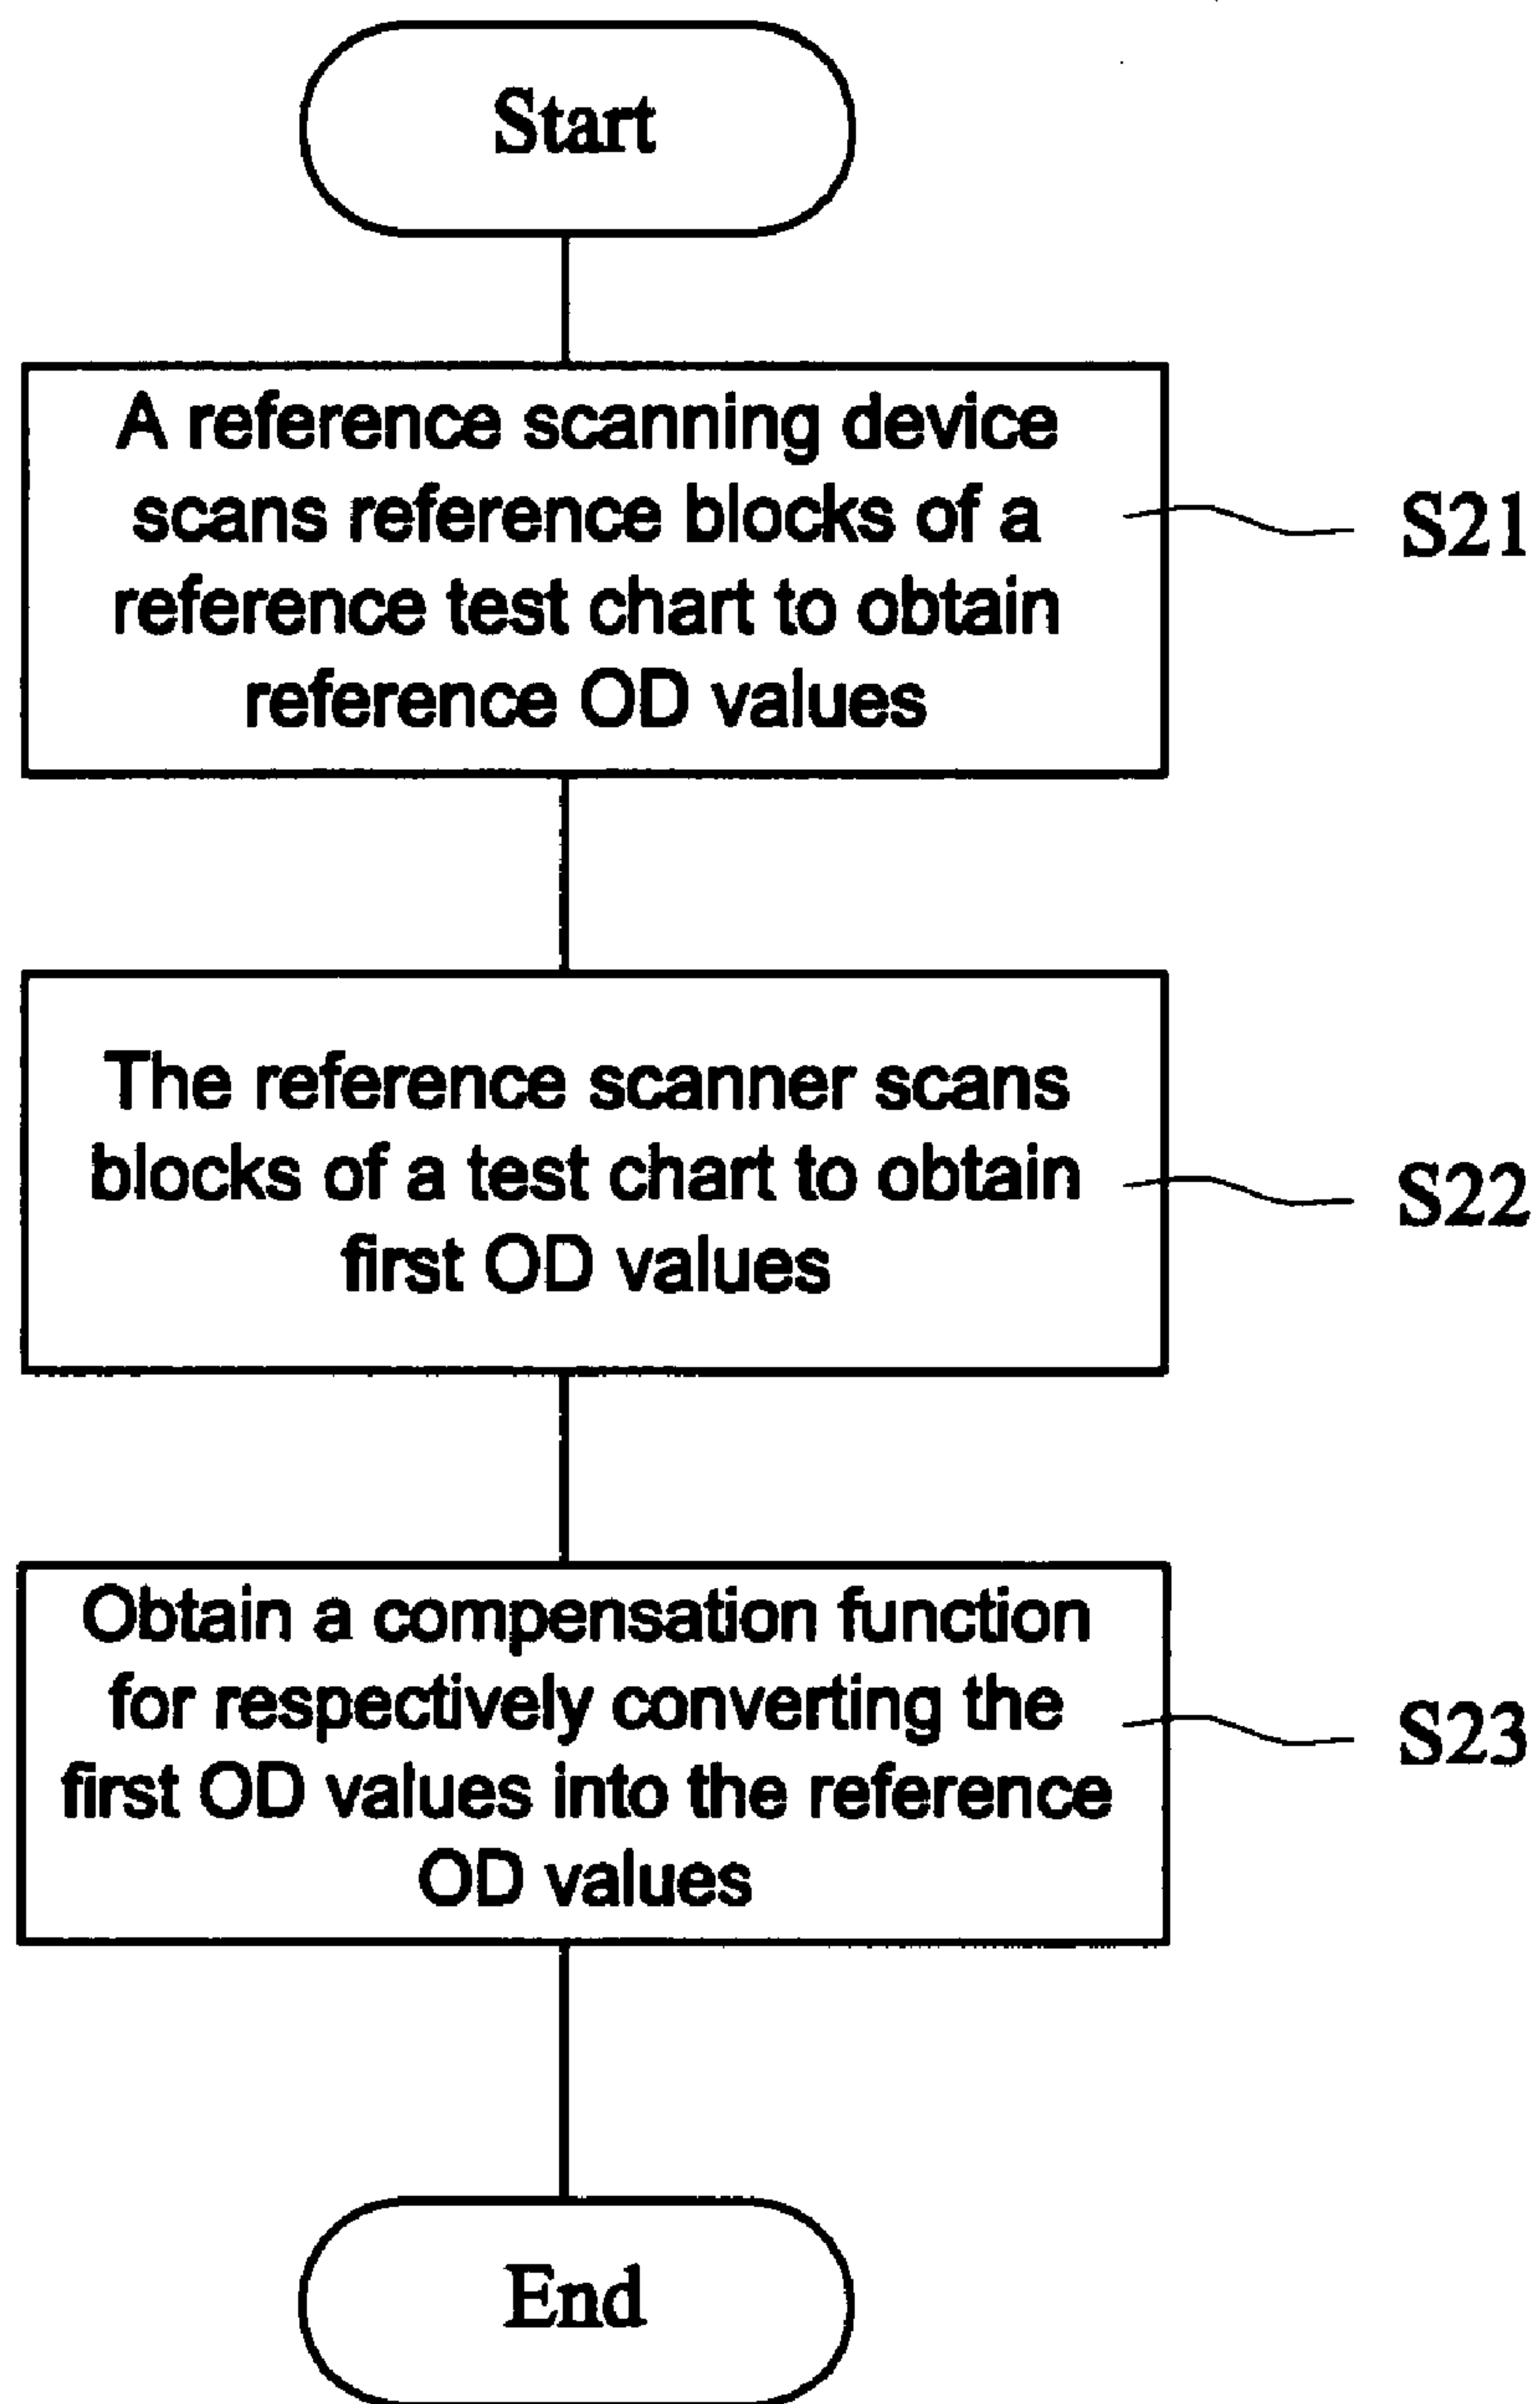 Start
A reference scanning device
scans reference blocks of a
reference test chart to obtain
reference OD values
S21
The reference scanner scans
blocks of a test chart to obtain
first OD values
S22
Obtain a compensation function
for respectively converting the
first OD values into the reference
OD values
S23
End